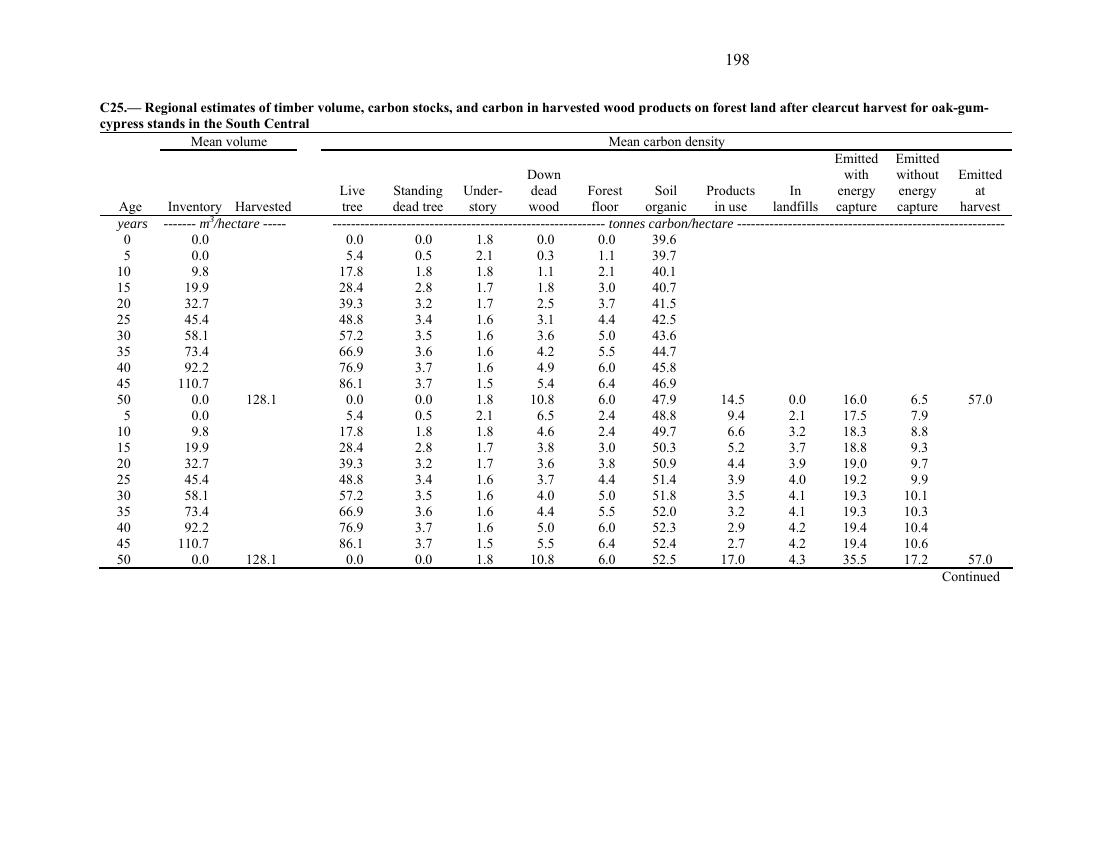 198
C25.— Regional estimates of timber volume, carbon stocks, and carbon in harvested wood products on forest land after clearcut harvest for oak-gum-
cypress stands in the South Central
Mean volume Mean carbon density
Age Inventory Harvested Live tree Standing dead tree Under-story Down dead wood Forest floor Soil organic Products in use In landfills Emitted with energy capture Emitted without energy capture Emitted at harvest
years ------- m³/hectare ----- ------- tonnes carbon/hectare -------
0 0.0 0.0 0.0 1.8 0.0 0.0 39.6
5 0.0 5.4 0.5 2.1 0.3 1.1 39.7
10 9.8 17.8 1.8 1.8 1.1 2.1 40.1
15 19.9 28.4 2.8 1.7 1.8 3.0 40.7
20 32.7 39.3 3.2 1.7 2.5 3.7 41.5
25 45.4 48.8 3.4 1.6 3.1 4.4 42.5
30 58.1 57.2 3.5 1.6 3.6 5.0 43.6
35 73.4 66.9 3.6 1.6 4.2 5.5 44.7
40 92.2 76.9 3.7 1.6 4.9 6.0 45.8
45 110.7 86.1 3.7 1.5 5.4 6.4 46.9
50 0.0 128.1 0.0 0.0 1.8 10.8 6.0 47.9 14.5 0.0 16.0 6.5 57.0
5 0.0 5.4 0.5 2.1 6.5 2.4 48.8 9.4 2.1 17.5 7.9
10 9.8 17.8 1.8 1.8 4.6 2.4 49.7 6.6 3.2 18.3 8.8
15 19.9 28.4 2.8 1.7 3.8 3.0 50.3 5.2 3.7 18.8 9.3
20 32.7 39.3 3.2 1.7 3.6 3.8 50.9 4.4 3.9 19.0 9.7
25 45.4 48.8 3.4 1.6 3.7 4.4 51.4 3.9 4.0 19.2 9.9
30 58.1 57.2 3.5 1.6 4.0 5.0 51.8 3.5 4.1 19.3 10.1
35 73.4 66.9 3.6 1.6 4.4 5.5 52.0 3.2 4.1 19.3 10.3
40 92.2 76.9 3.7 1.6 5.0 6.0 52.3 2.9 4.2 19.4 10.4
45 110.7 86.1 3.7 1.5 5.5 6.4 52.4 2.7 4.2 19.4 10.6
50 0.0 128.1 0.0 0.0 1.8 10.8 6.0 52.5 17.0 4.3 35.5 17.2 57.0
Continued